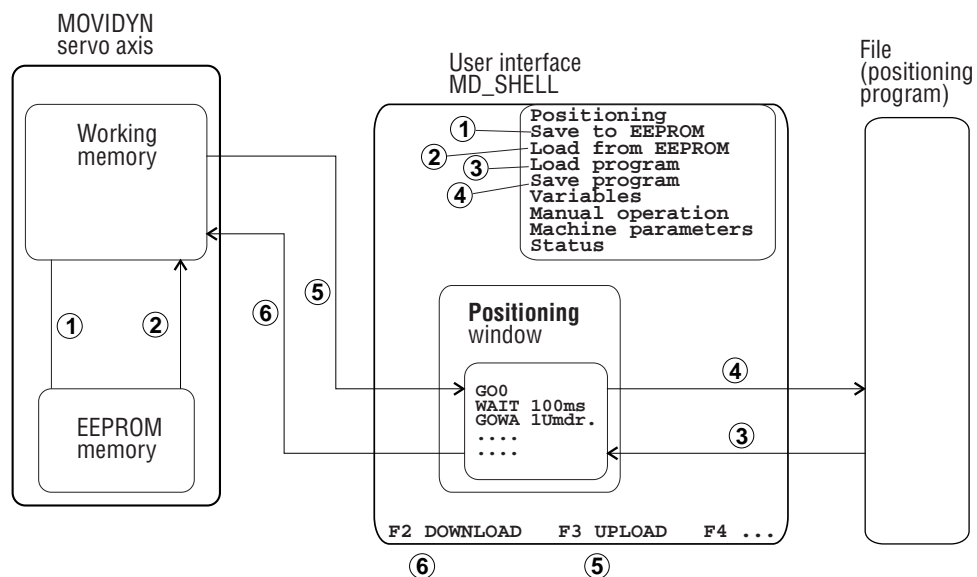 MOVIDYN
servo axis
User interface
MD_SHELL
File
(positioning
program)
Working
memory
Positioning
1 Save to EEPROM
2 Load from EEPROM
3 Load program
4 Save program
Variables
Manual operation
Machine parameters
Status
5
6
1
2
Positioning
window
GO0
WAIT 100ms
GOWA 1Umdr.
....
....
4
3
EEPROM
memory
F2 DOWNLOAD F3 UPLOAD F4 ...
6 5